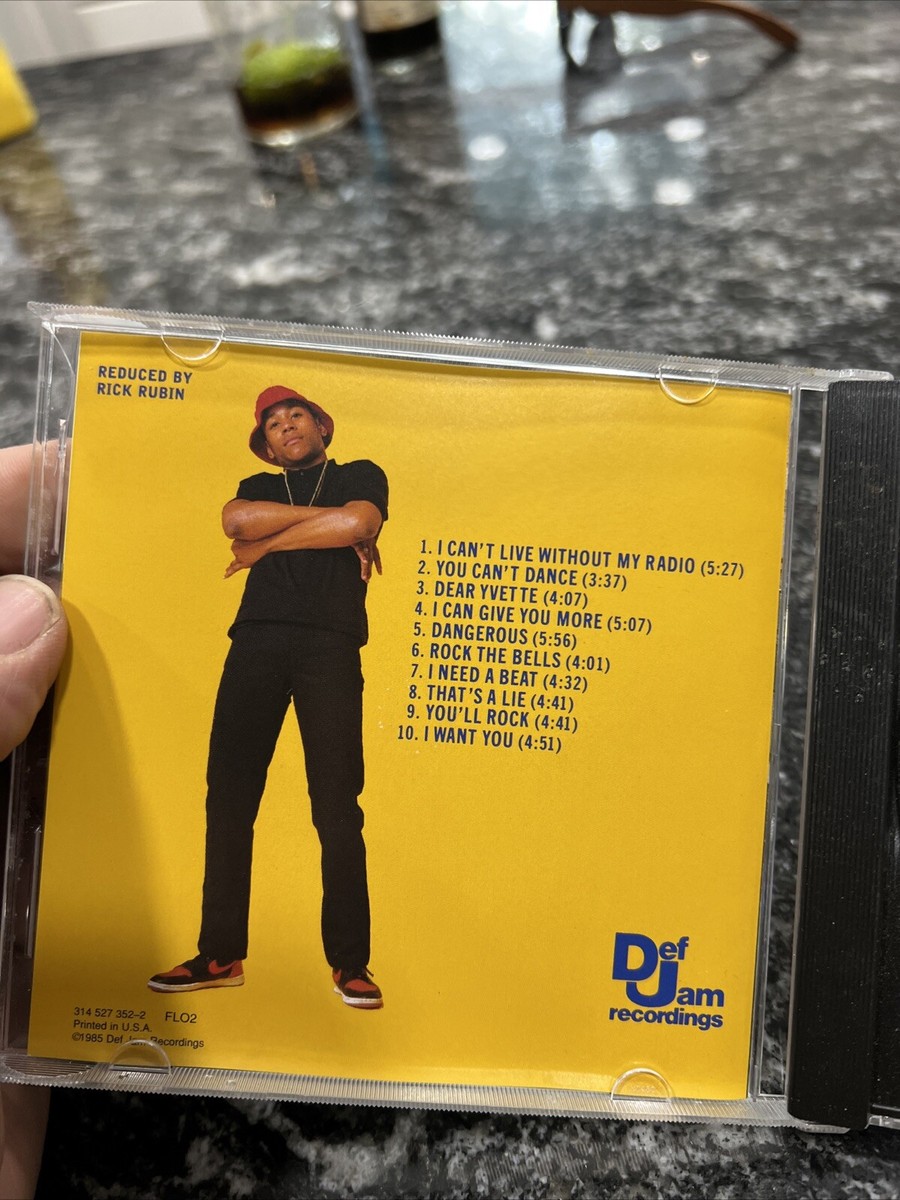 REDUCED BY
RICK RUBIN
1. I CAN'T LIVE WITHOUT MY RADIO (5:27)
2. YOU CAN'T DANCE (3:37)
3. DEAR YVETTE (4:07)
4. I CAN GIVE YOU MORE (5:07)
5. DANGEROUS (5:56)
6. ROCK THE BELLS (4:01)
7. I NEED A BEAT (4:32)
8. THAT'S A LIE (4:41)
9. YOU'LL ROCK (4:41)
10. I WANT YOU (4:51)
Def
Jam
recordings
314 527 352–2 FLO2
Printed in U.S.A.
©1985 Def Jam Recordings